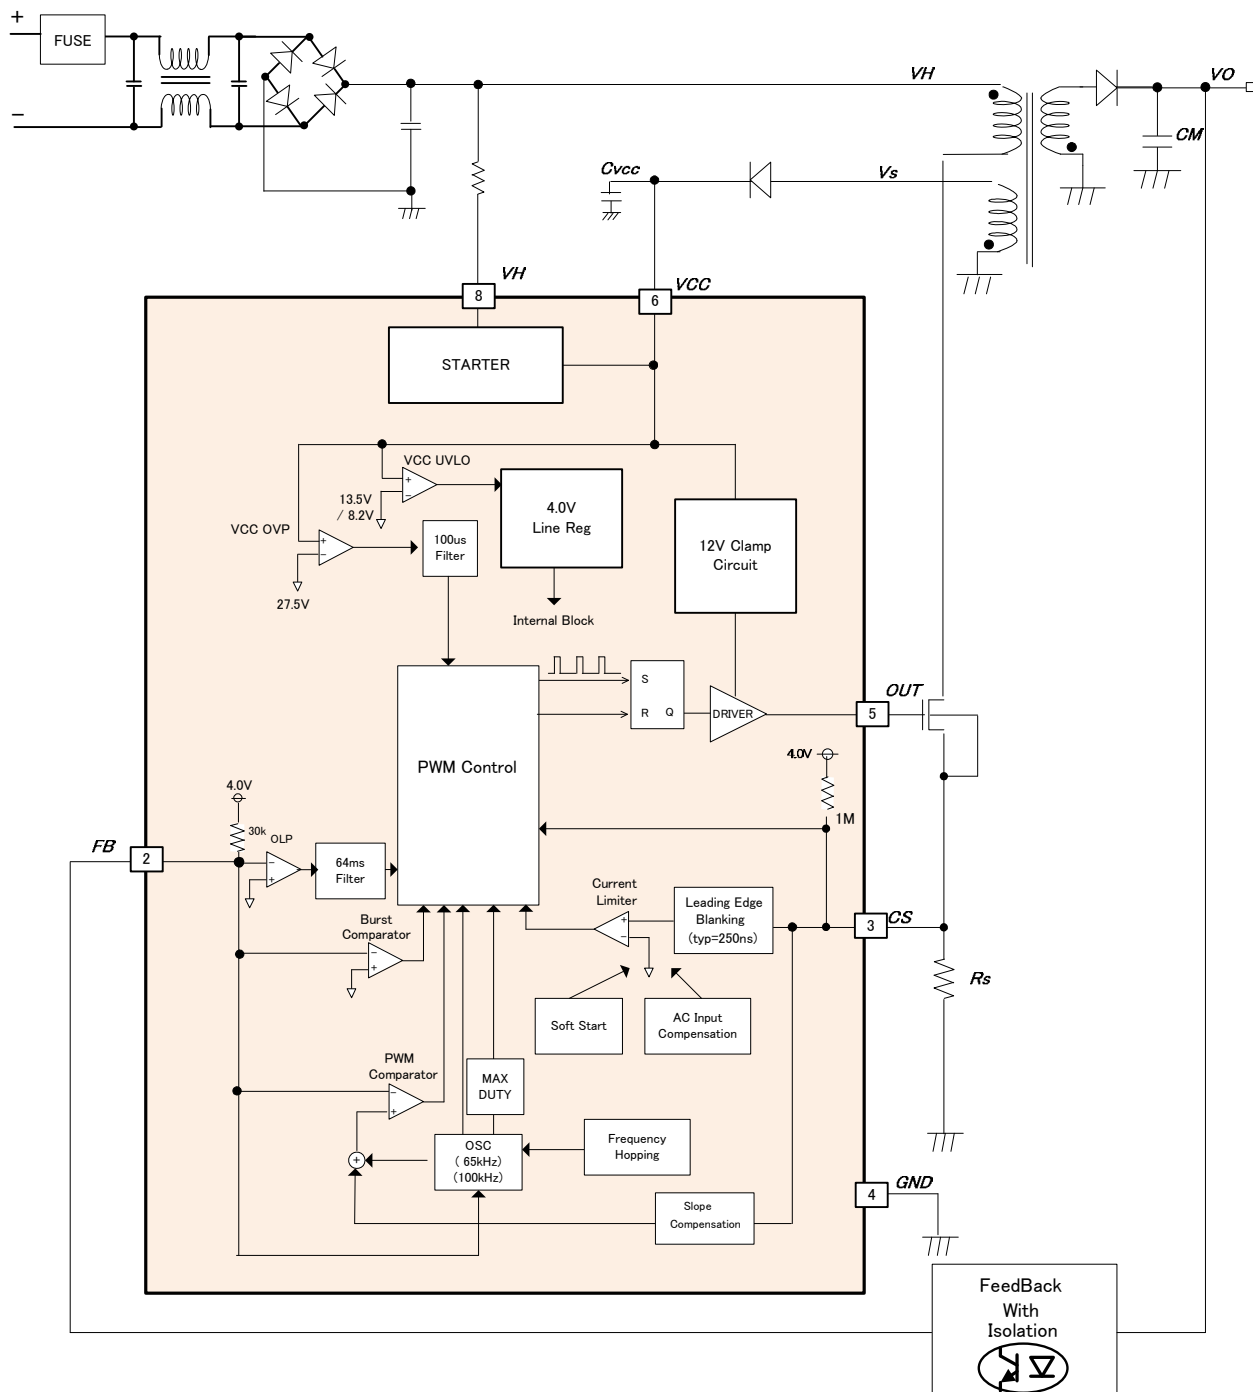 +
FUSE
−
VH
VO
CM
Cvcc
Vs
VH
VCC
8
6
STARTER
VCC UVLO
13.5V
/ 8.2V
4.0V
Line Reg
VCC OVP
100us
Filter
12V Clamp
Circuit
27.5V
Internal Block
S
R Q
DRIVER
OUT
5
PWM Control
4.0V
1M
4.0V
30k
OLP
FB
2
64ms
Filter
Current
Limiter
Leading Edge
Blanking
(typ=250ns)
CS
3
Burst
Comparator
Rs
Soft Start
AC Input
Compensation
PWM
Comparator
MAX
DUTY
OSC
( 65kHz)
(100kHz)
Frequency
Hopping
Slope
Compensation
GND
4
FeedBack
With
Isolation